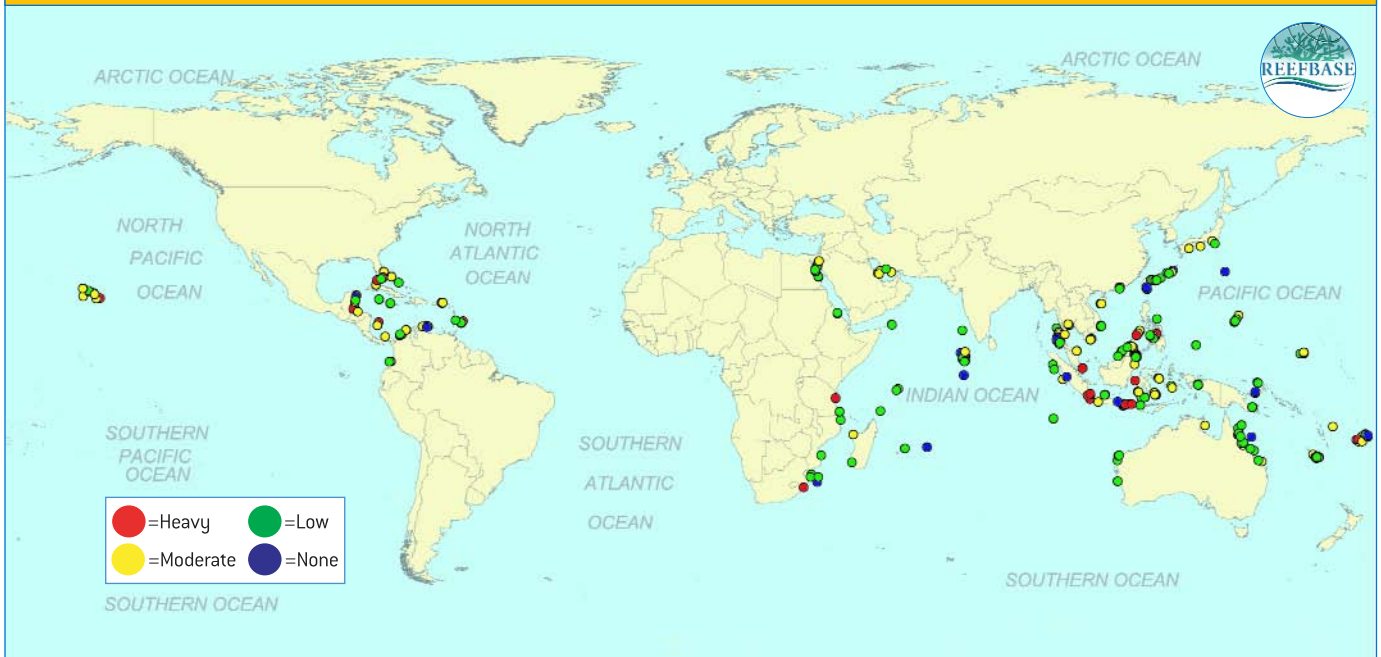 ARCTIC OCEAN
ARCTIC OCEAN
REEFBASE
NORTH
PACIFIC
OCEAN
NORTH
ATLANTIC
OCEAN
PACIFIC OCEAN
INDIAN OCEAN
SOUTHERN
PACIFIC
OCEAN
SOUTHERN
ATLANTIC
OCEAN
=Heavy
=Low
=Moderate
=None
SOUTHERN OCEAN
SOUTHERN OCEAN